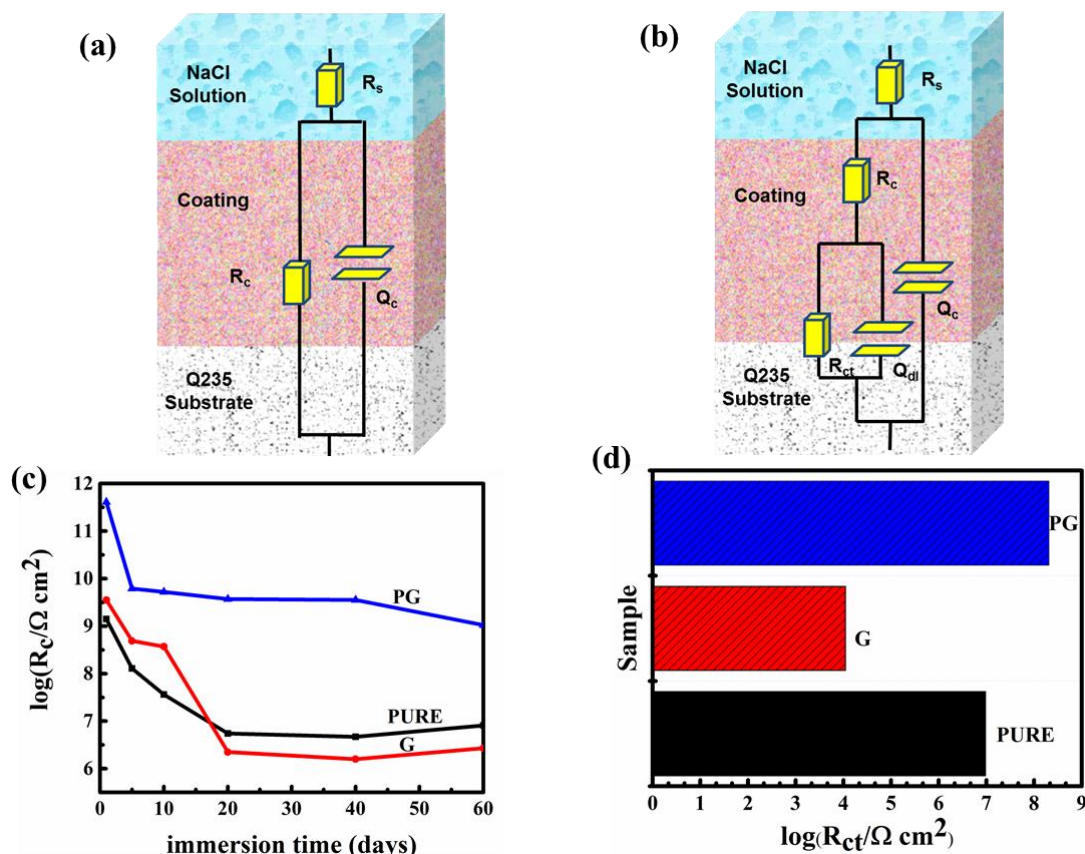 (a)
NaCl
Solution
Rs
Coating
Rc
Qc
Q235
Substrate
(b)
NaCl
Solution
Rs
Coating
Rc
Qc
Rct
Qdl
Q235
Substrate
(c)
log(Rc/Ω cm²)
12
11
10
9
8
7
6
PG
PURE
G
0 10 20 30 40 50 60
immersion time (days)
(d)
Sample
PG
G
PURE
0 1 2 3 4 5 6 7 8 9
log(Rct/Ω cm²)